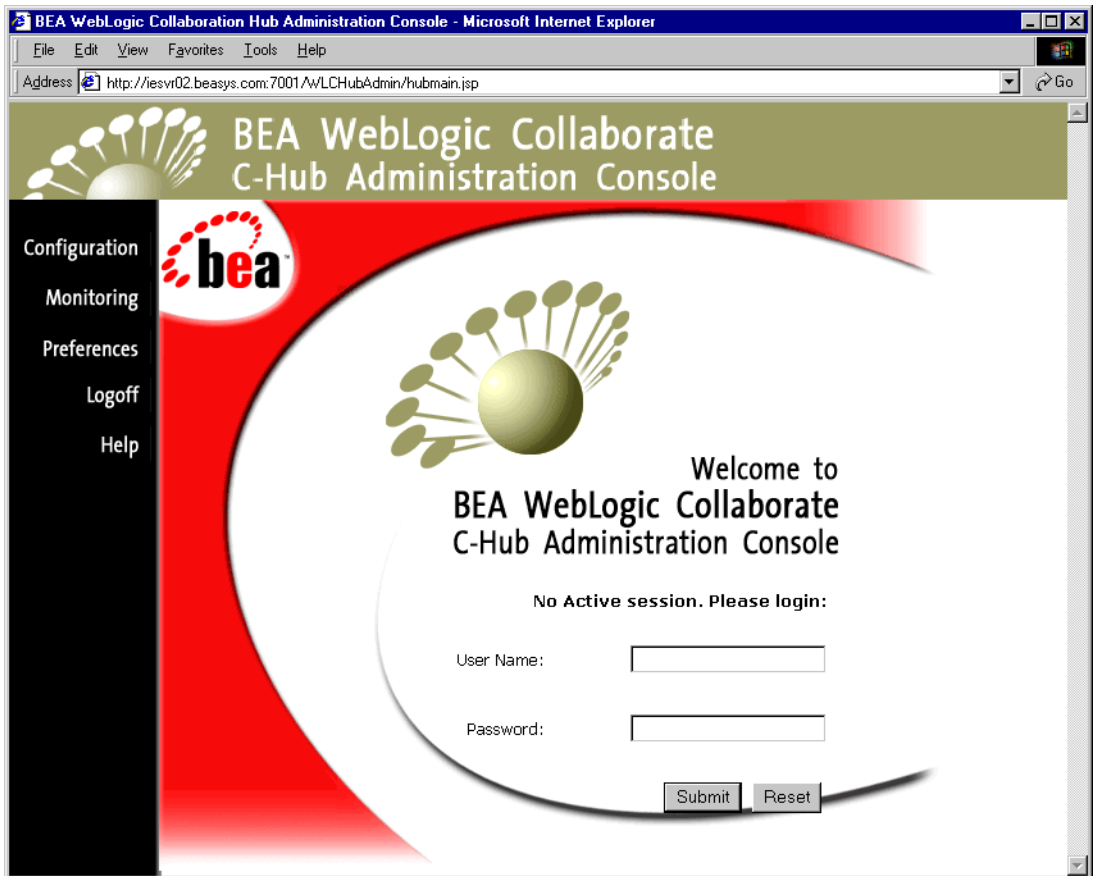 BEA WebLogic Collaboration Hub Administration Console - Microsoft Internet Explorer
File Edit View Favorites Tools Help
Address http://iesvr02.beasys.com:7001/WLCHubAdmin/hubmain.jsp Go
BEA WebLogic Collaborate
C-Hub Administration Console
Configuration
Monitoring
Preferences
Logoff
Help
bea™
Welcome to
BEA WebLogic Collaborate
C-Hub Administration Console
No Active session. Please login:
User Name:
Password:
Submit Reset